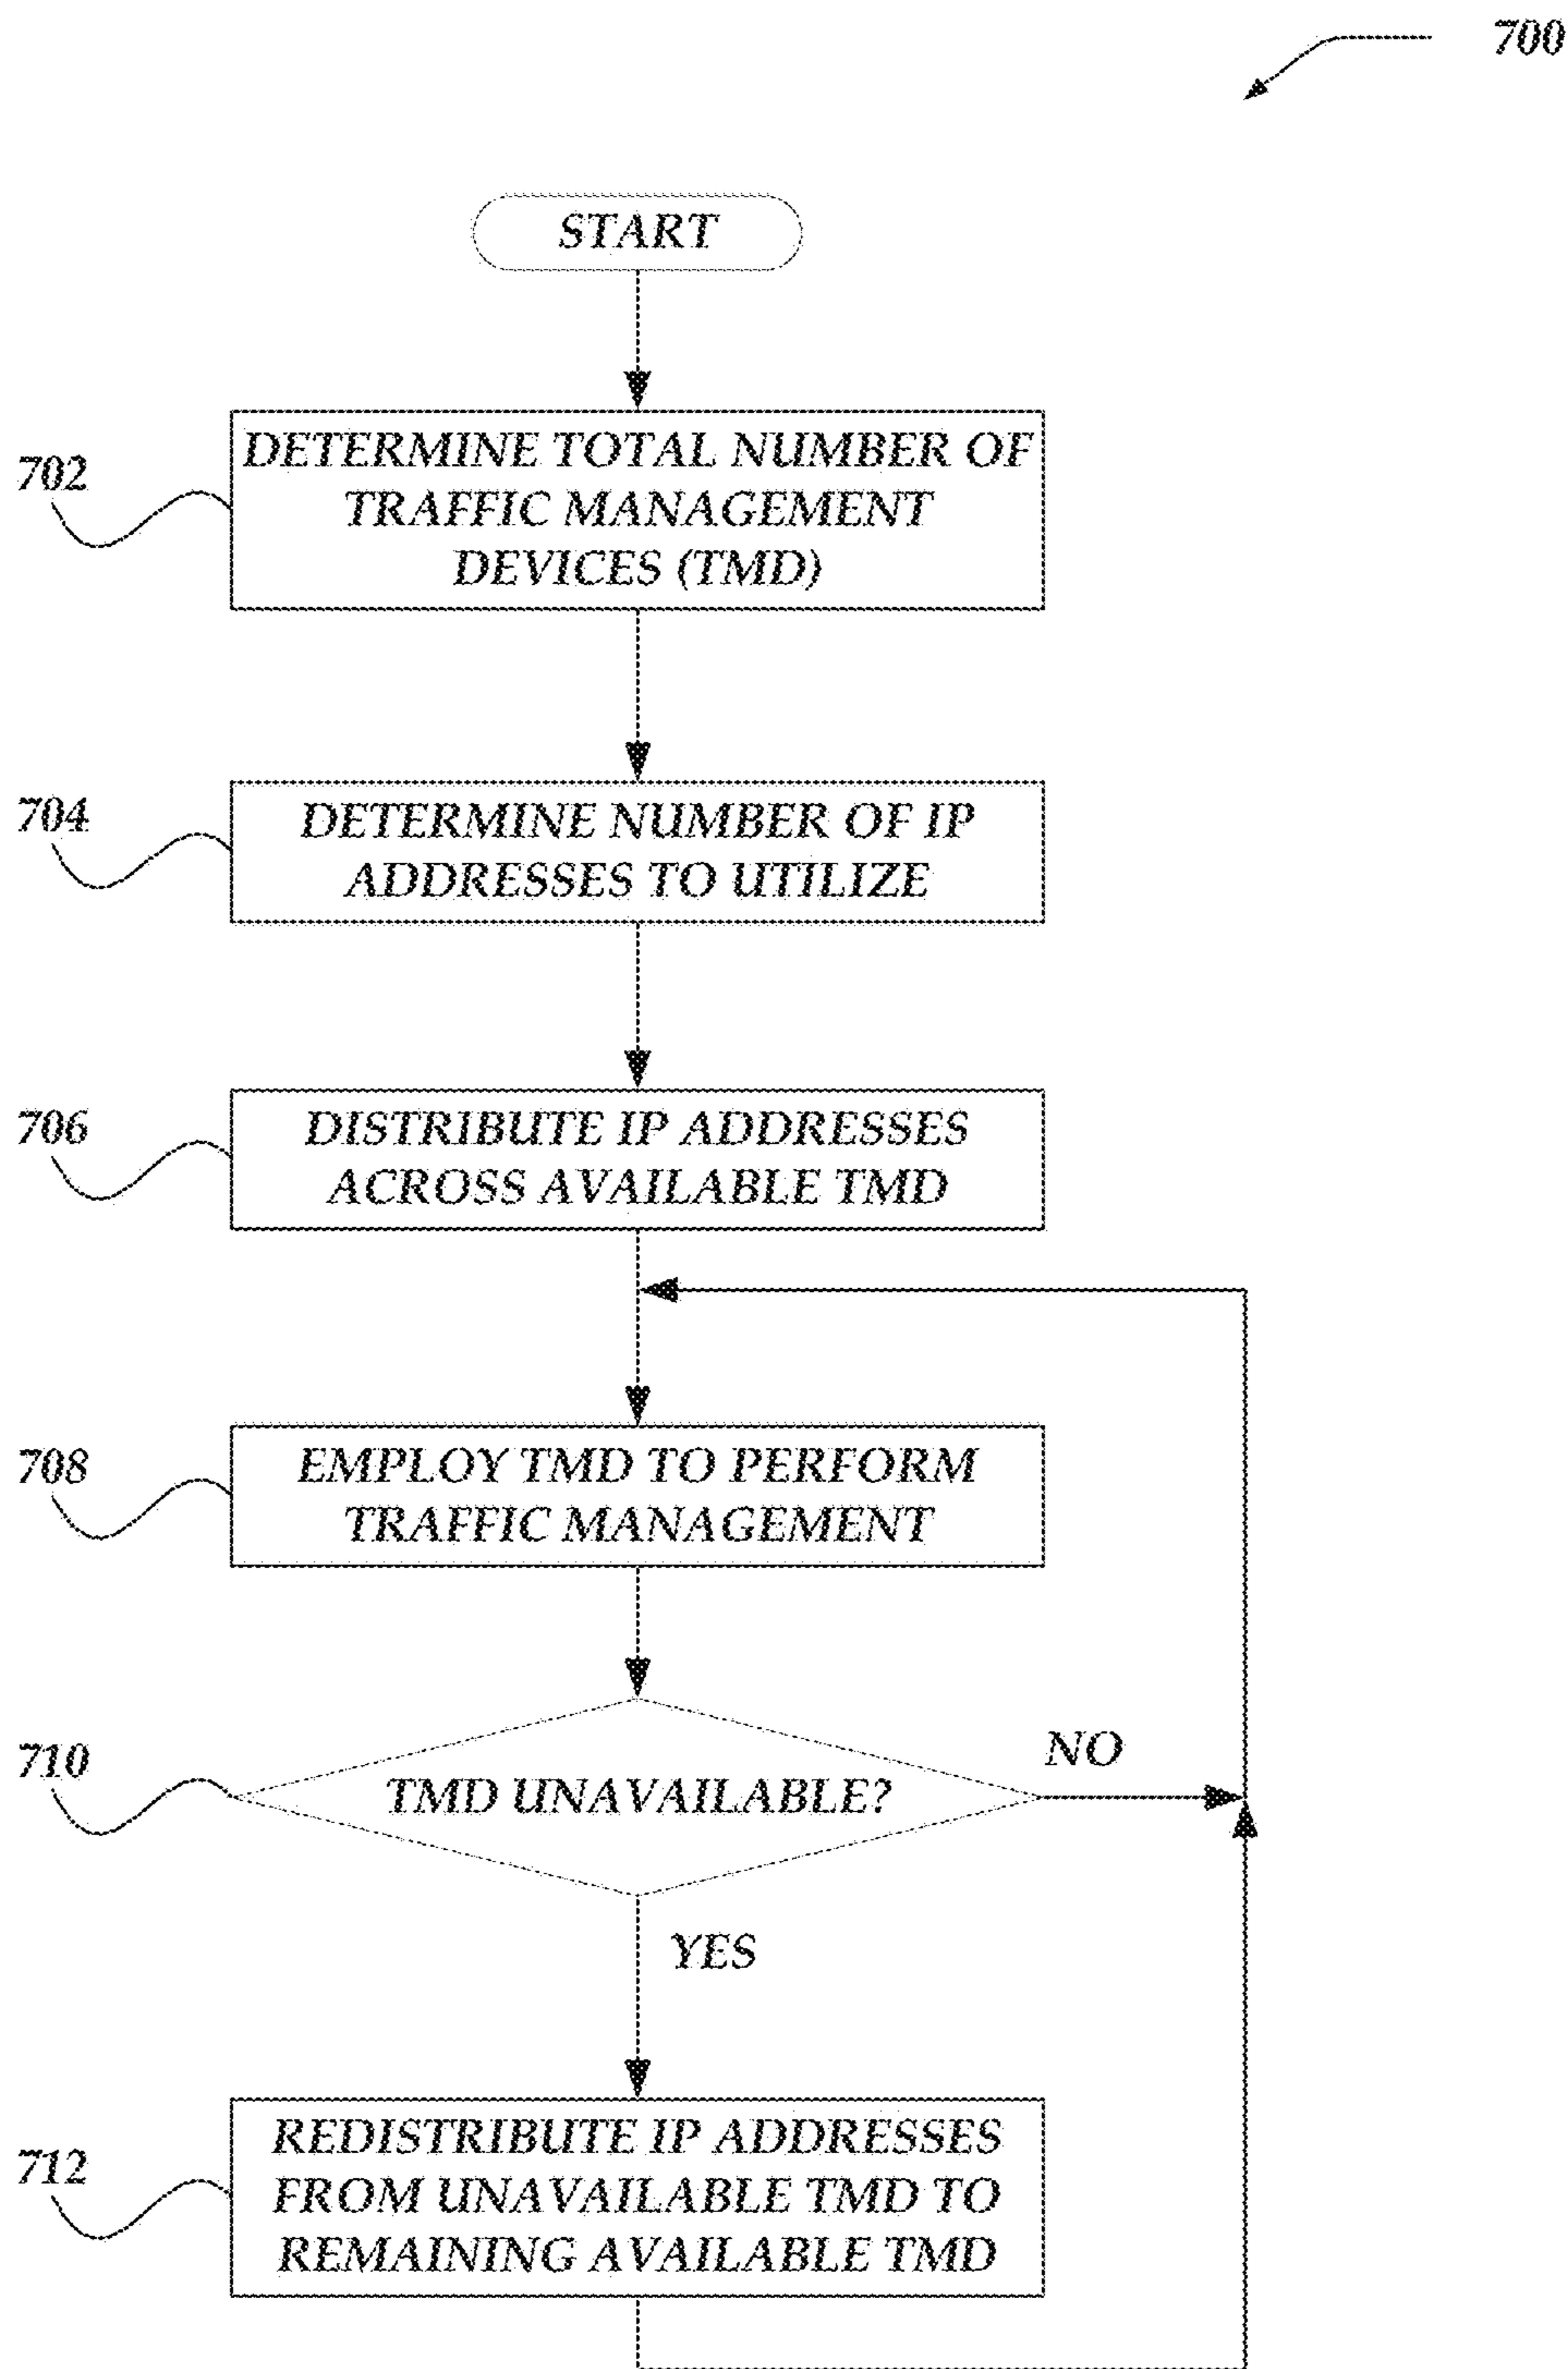 700
START
702
DETERMINE TOTAL NUMBER OF
TRAFFIC MANAGEMENT
DEVICES (TMD)
704
DETERMINE NUMBER OF IP
ADDRESSES TO UTILIZE
706
DISTRIBUTE IP ADDRESSES
ACROSS AVAILABLE TMD
708
EMPLOY TMD TO PERFORM
TRAFFIC MANAGEMENT
710
TMD UNAVAILABLE?
NO
YES
712
REDISTRIBUTE IP ADDRESSES
FROM UNAVAILABLE TMD TO
REMAINING AVAILABLE TMD